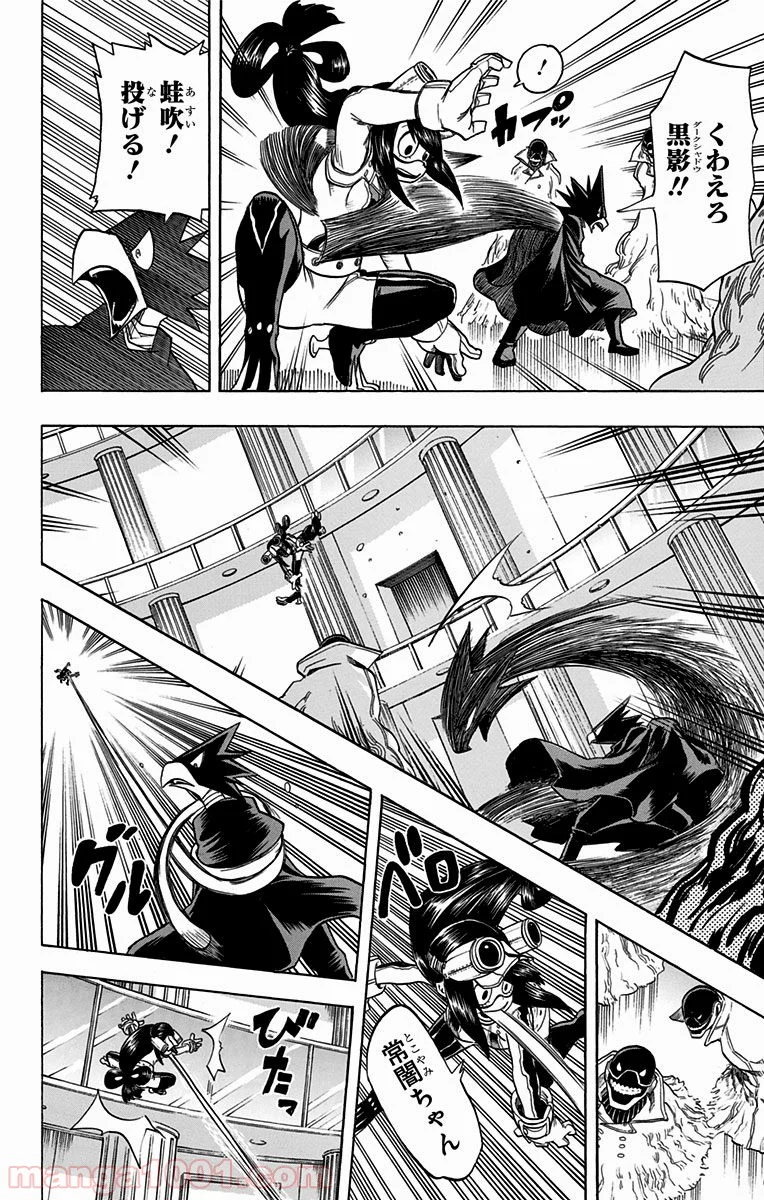 くわえろ
黒影!!
ダークシャドウ
!
カプッ
蛙吹!
あすい
投げる!
な
ベロ
常闇ちゃん
とこやみ
グル
びたっ
manga1001.com